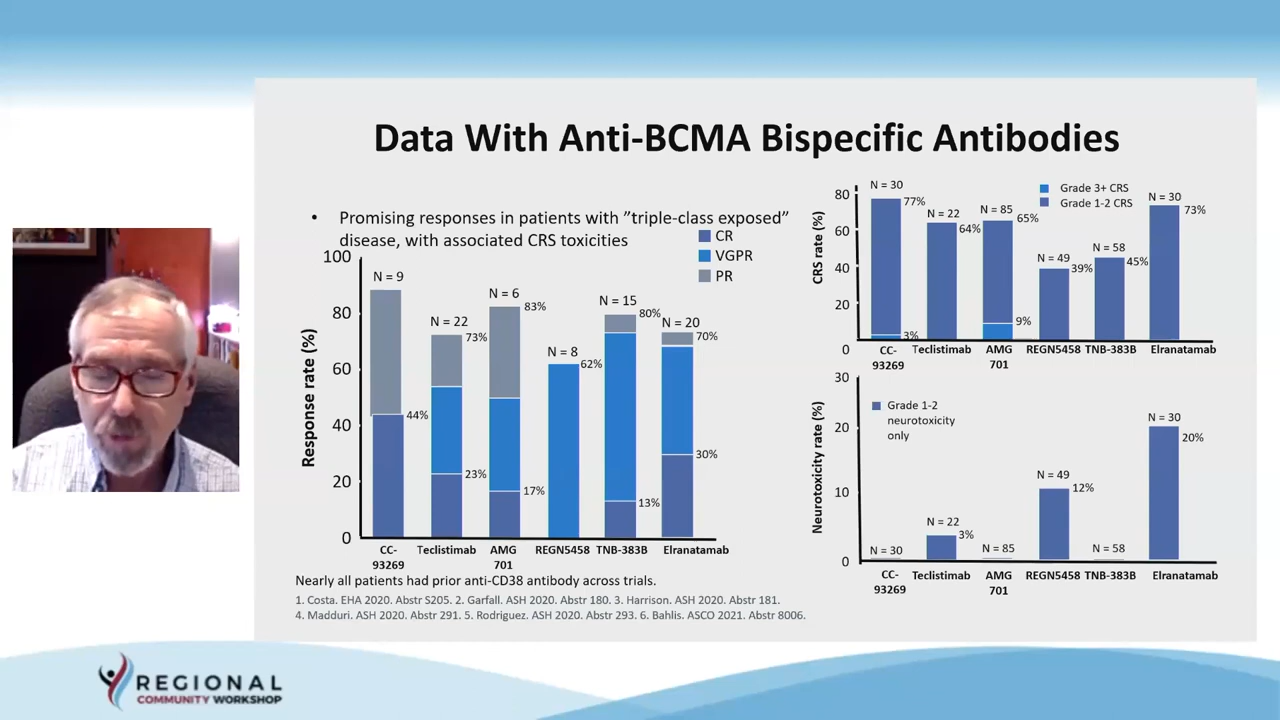 Data With Anti-BCMA Bispecific Antibodies
• Promising responses in patients with ”triple-class exposed”
disease, with associated CRS toxicities
CR
VGPR
PR
Response rate (%)
100
80
60
40
20
0
N = 9
44%
N = 22
73%
23%
N = 6
83%
17%
N = 8
62%
N = 15
80%
13%
N = 20
70%
30%
CC-
93269
Teclistimab
AMG
701
REGN5458
TNB-383B
Elranatamab
Nearly all patients had prior anti-CD38 antibody across trials.
1. Costa. EHA 2020. Abstr S205. 2. Garfall. ASH 2020. Abstr 180. 3. Harrison. ASH 2020. Abstr 181.
4. Madduri. ASH 2020. Abstr 291. 5. Rodriguez. ASH 2020. Abstr 293. 6. Bahlis. ASCO 2021. Abstr 8006.
CRS rate (%)
80
60
40
20
0
Grade 3+ CRS
Grade 1-2 CRS
N = 30
77%
3%
N = 22
64%
N = 85
65%
9%
N = 49
39%
N = 58
45%
N = 30
73%
CC-
93269
Teclistimab
AMG
701
REGN5458
TNB-383B
Elranatamab
Neurotoxicity rate (%)
30
20
10
0
Grade 1-2
neurotoxicity
only
N = 30
N = 22
3%
N = 85
N = 49
12%
N = 58
N = 30
20%
CC-
93269
Teclistimab
AMG
701
REGN5458
TNB-383B
Elranatamab
REGIONAL
COMMUNITY WORKSHOP